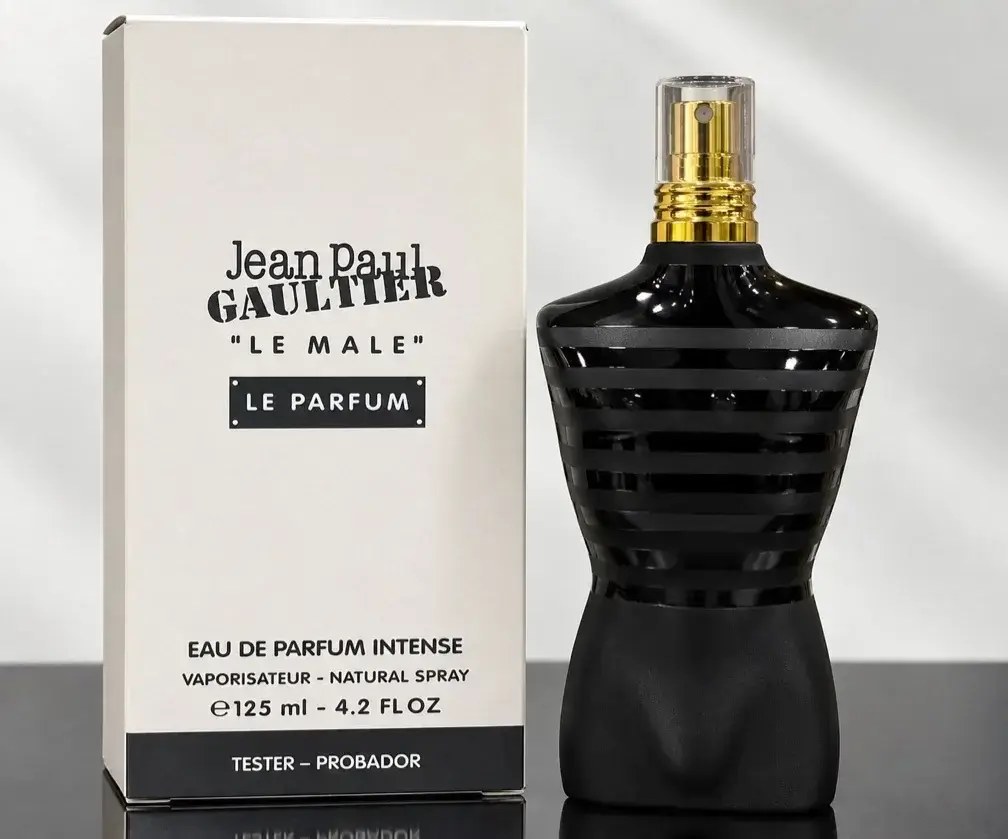 Jean Paul
GAULTIER
"LE MALE"
LE PARFUM
EAU DE PARFUM INTENSE
VAPORISATEUR - NATURAL SPRAY
℮125 ml - 4.2 FL OZ
TESTER – PROBADOR